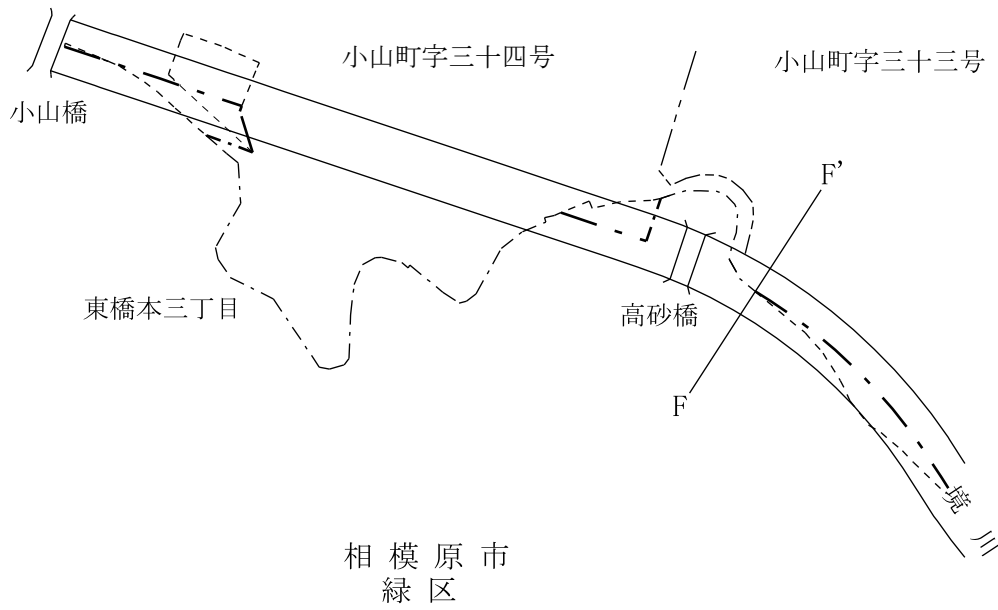 小山町字三十四号
小山町字三十三号
小山橋
F’
東橋本三丁目
高砂橋
F
境川
相模原市
緑区